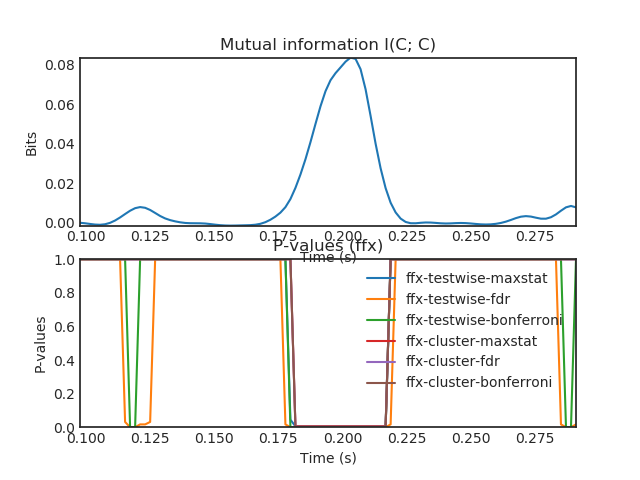 Mutual information I(C; C)
Bits
0.08
0.06
0.04
0.02
0.00
0.100 0.125 0.150 0.175 0.200 0.225 0.250 0.275
Time (s)
P-values (ffx)
P-values
1.0
0.8
0.6
0.4
0.2
0.0
ffx-testwise-maxstat
ffx-testwise-fdr
ffx-testwise-bonferroni
ffx-cluster-maxstat
ffx-cluster-fdr
ffx-cluster-bonferroni
0.100 0.125 0.150 0.175 0.200 0.225 0.250 0.275
Time (s)